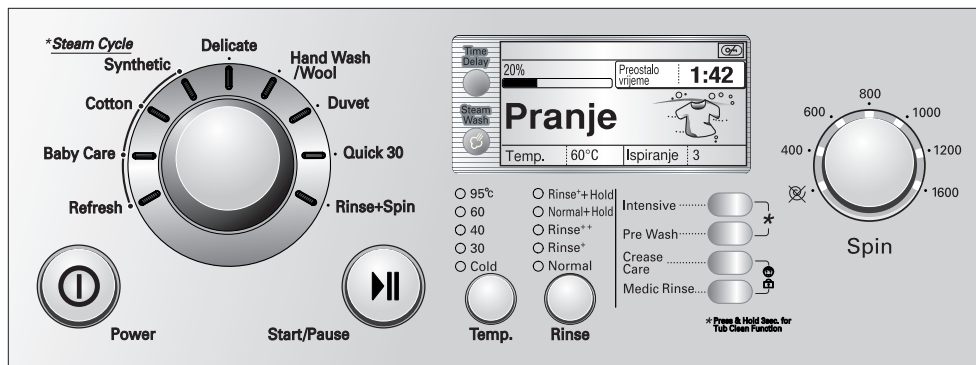 *Steam Cycle
Synthetic
Delicate
Hand Wash
/Wool
Cotton
Duvet
Baby Care
Quick 30
Refresh
Rinse+Spin
Power
Start/Pause
Time
Delay
Steam
Wash
20%
Preostalo
vrijeme
1:42
Pranje
Temp. 60°C Ispiranje 3
95℃
60
40
30
Cold
Temp.
Rinse⁺+Hold
Normal+Hold
Rinse⁺⁺
Rinse⁺
Normal
Rinse
Intensive
Pre Wash
Crease
Care
Medic Rinse
*
* Press & Hold 3sec. for
Tub Clean Function
400
600
800
1000
1200
1600
Spin